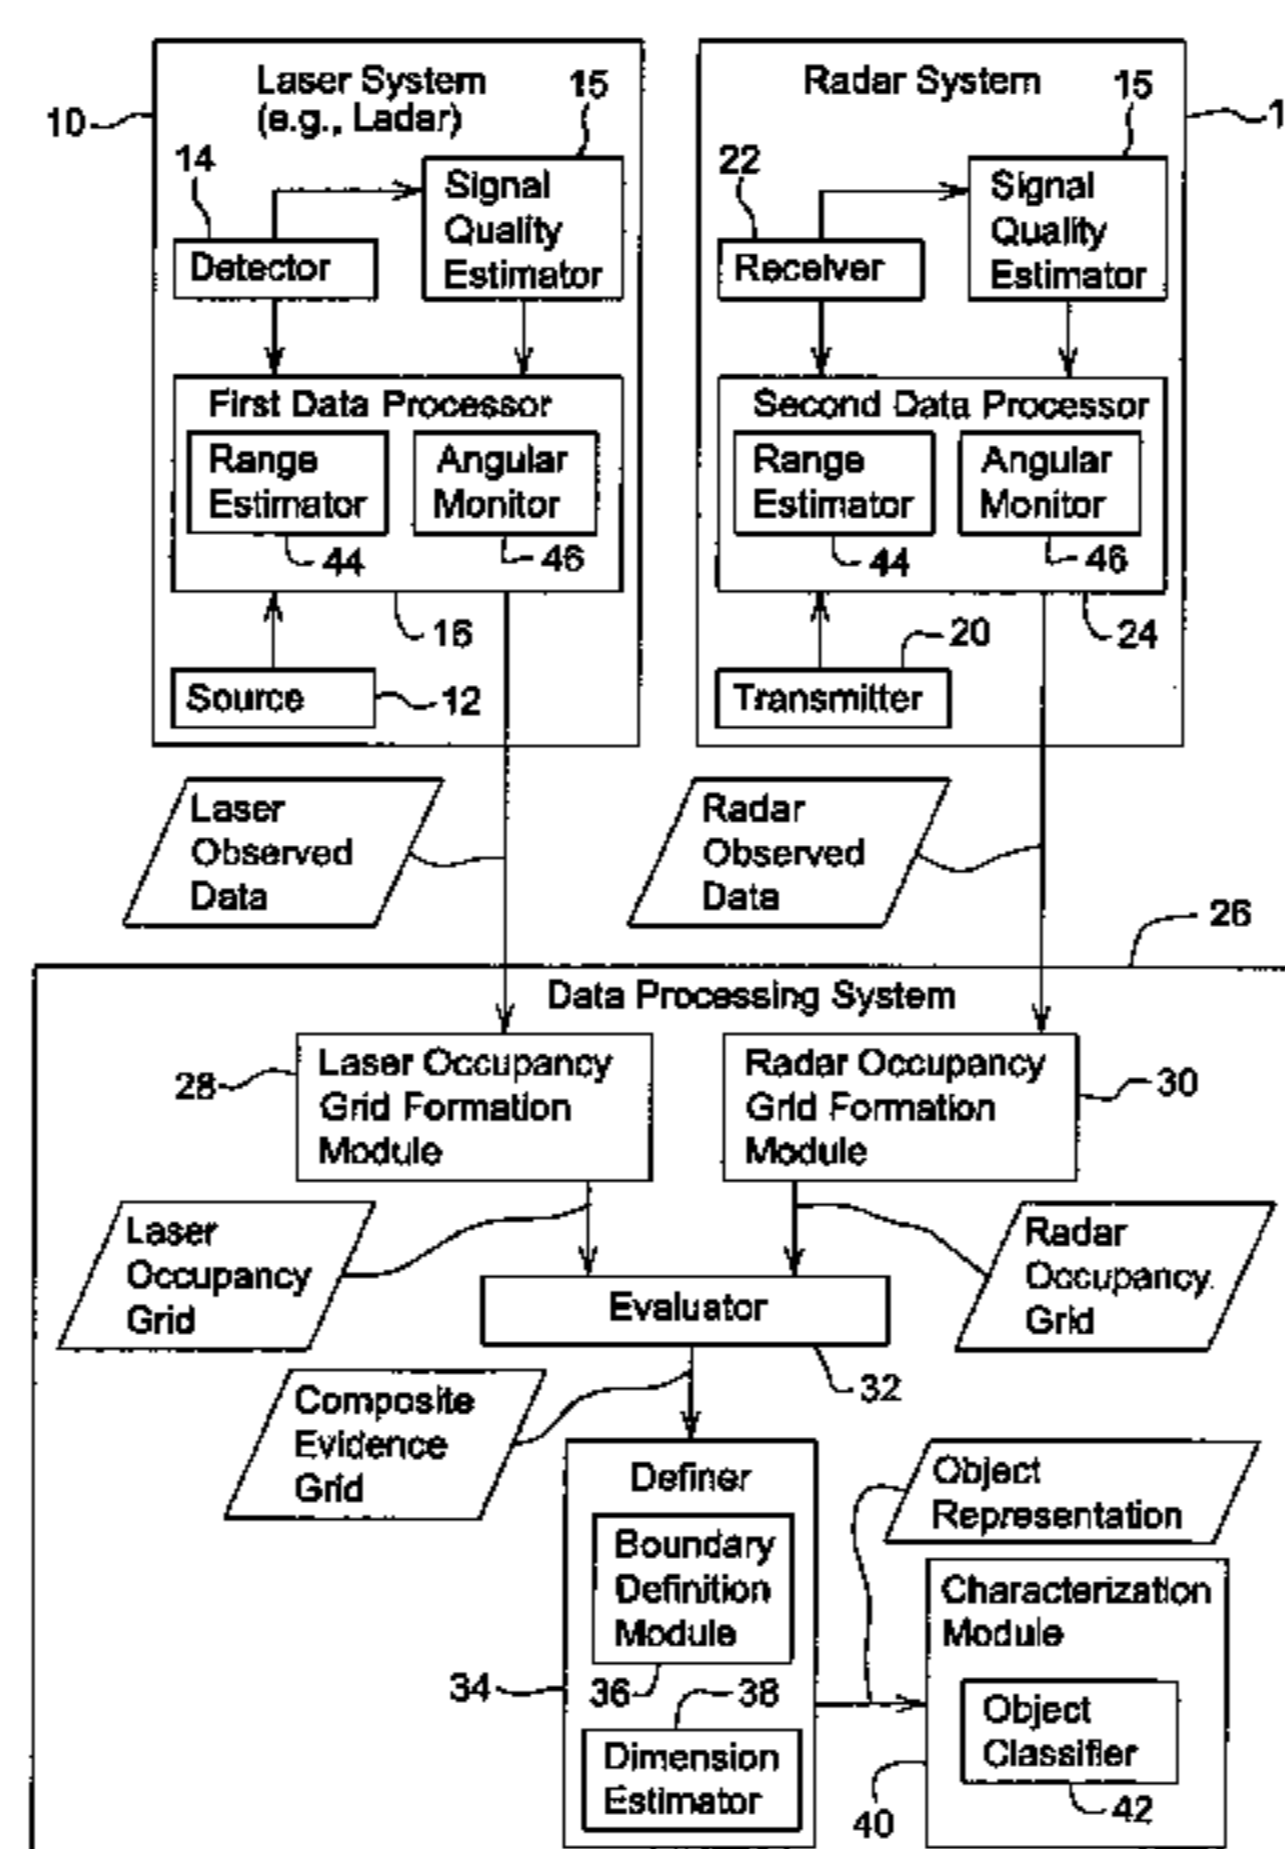 Laser System
(e.g., Ladar)
15
10
14
Signal
Quality
Estimator
Detector
First Data Processor
Range
Estimator
Angular
Monitor
44
46
16
Source
12
Radar System
15
1
22
Signal
Quality
Estimator
Receiver
Second Data Processor
Range
Estimator
Angular
Monitor
44
46
20
24
Transmitter
Laser
Observed
Data
Radar
Observed
Data
26
Data Processing System
28
Laser Occupancy
Grid Formation
Module
Radar Occupancy
Grid Formation
Module
30
Laser
Occupancy
Grid
Radar
Occupancy
Grid
Evaluator
32
Composite
Evidence
Grid
Definer
Boundary
Definition
Module
34
36
38
Dimension
Estimator
Object
Representation
Characterization
Module
Object
Classifier
40
42